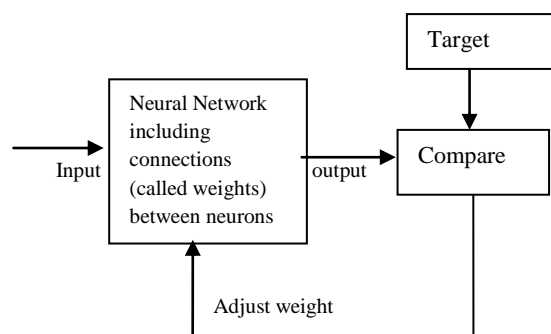 Target
Neural Network
including
connections
(called weights)
between neurons
Input
output
Compare
Adjust weight